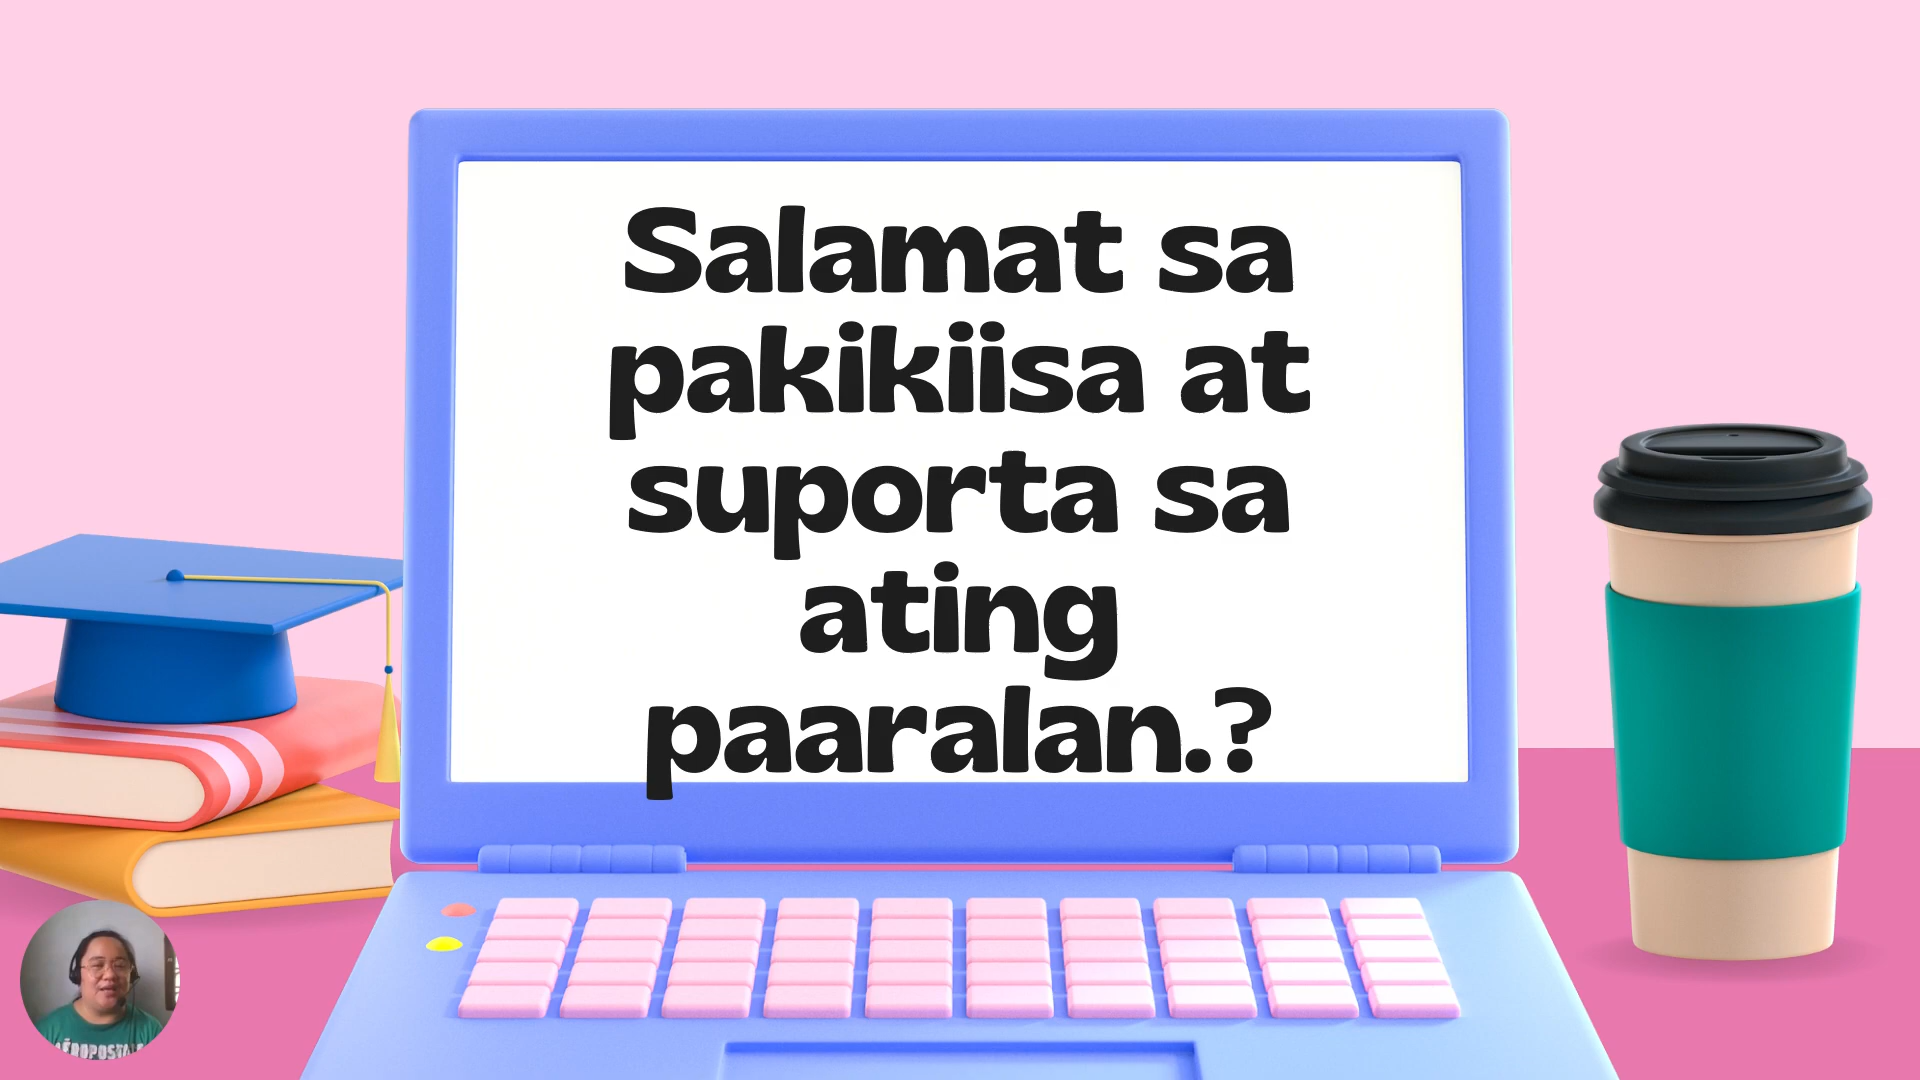 Salamat sa
pakikiisa at
suporta sa
ating
paaralan.?